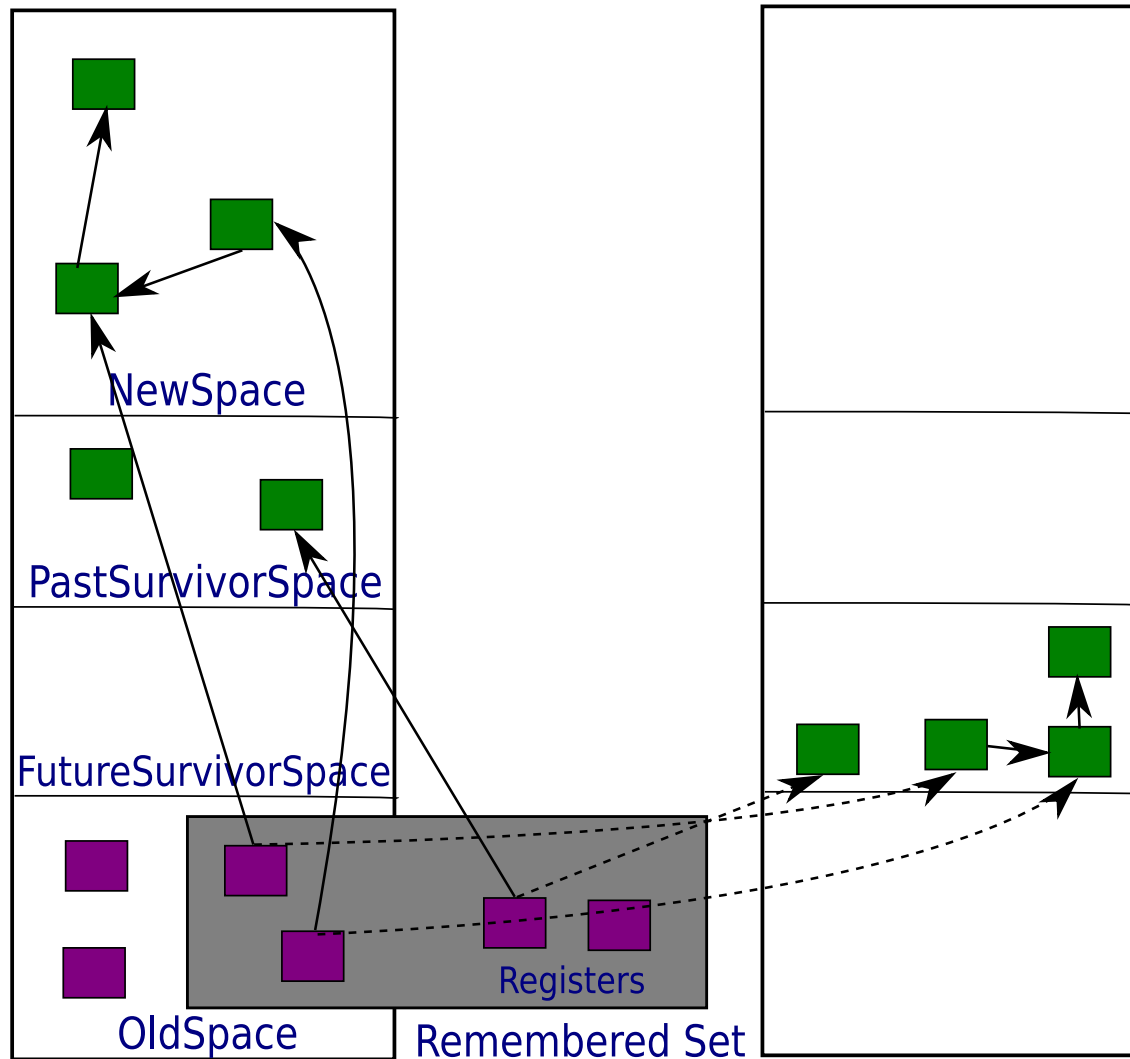 NewSpace
PastSurvivorSpace
FutureSurvivorSpace
Registers
OldSpace
Remembered Set